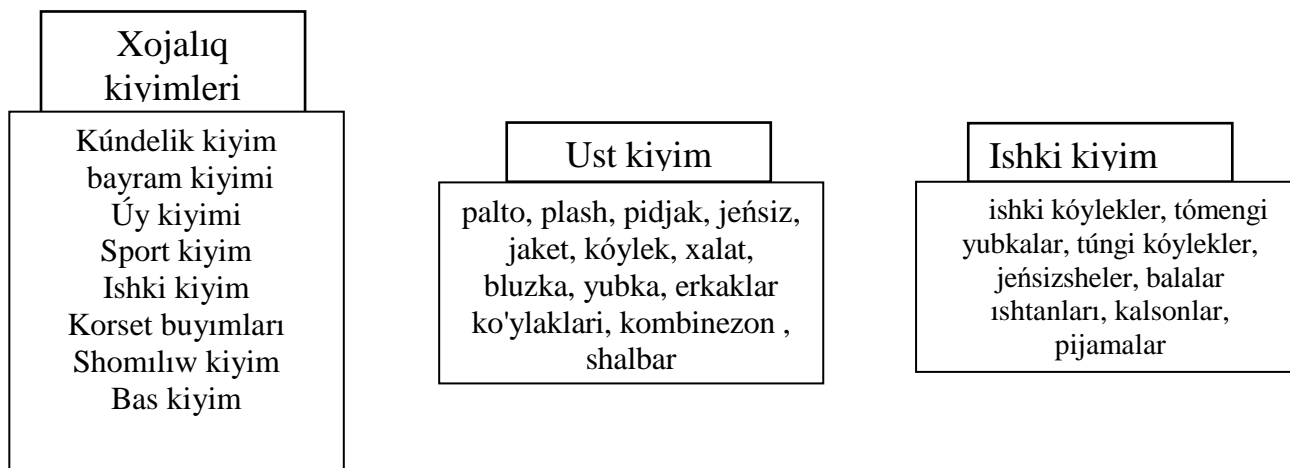 Xojalıq
kiyimleri
Kúndelik kiyim
bayram kiyimi
Úy kiyimi
Sport kiyim
Ishki kiyim
Korset buyımları
Shomılıw kiyim
Bas kiyim
Ust kiyim
palto, plash, pidjak, jeńsiz,
jaket, kóylek, xalat,
bluzka, yubka, erkaklar
ko'ylaklari, kombinezon ,
shalbar
Ishki kiyim
ishki kóylekler, tómengi
yubkalar, túngi kóylekler,
jeńsizsheler, balalar
ıshtanları, kalsonlar,
pijamalar